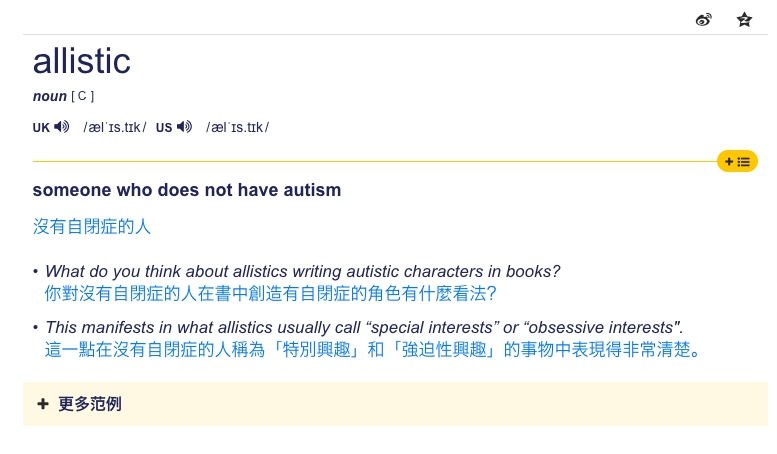 allistic
noun [ C ]
UK /ælˈɪs.tɪk/ US /ælˈɪs.tɪk/
someone who does not have autism
沒有自閉症的人
• What do you think about allistics writing autistic characters in books?
你對沒有自閉症的人在書中創造有自閉症的角色有什麼看法?
• This manifests in what allistics usually call “special interests” or “obsessive interests".
這一點在沒有自閉症的人稱為「特別興趣」和「強迫性興趣」的事物中表現得非常清楚。
更多范例